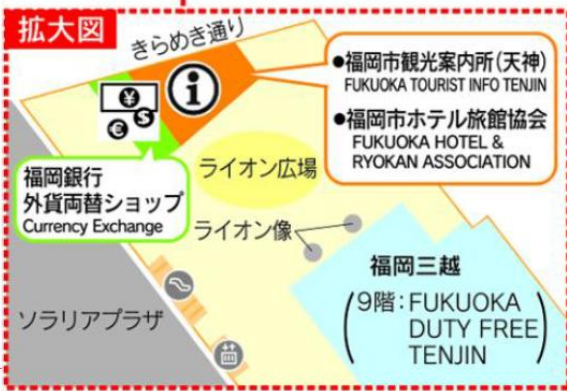 拡大図
きらめき通り
●福岡市観光案内所(天神)
FUKUOKA TOURIST INFO TENJIN
●福岡市ホテル旅館協会
FUKUOKA HOTEL &
RYOKAN ASSOCIATION
¥
€ $
i
福岡銀行
外貨両替ショップ
Currency Exchange
ライオン広場
ライオン像
福岡三越
(9階:FUKUOKA
DUTY FREE
TENJIN)
ソラリアプラザ